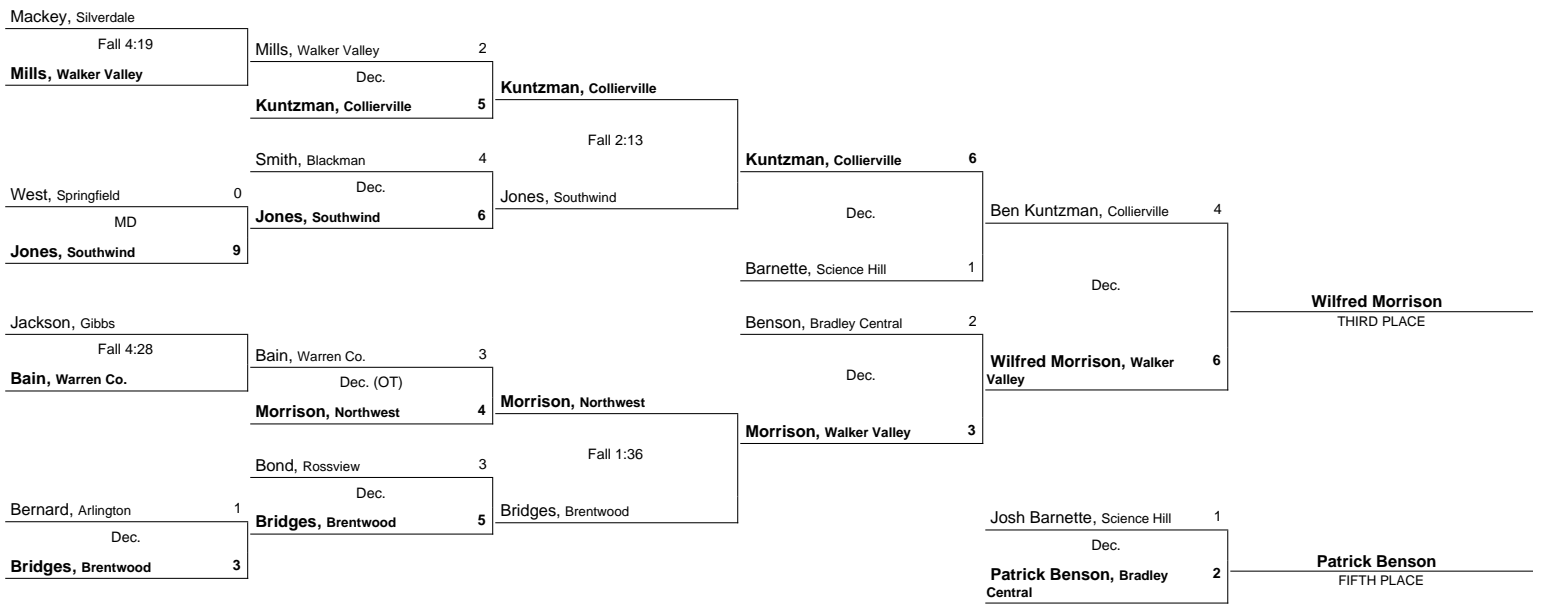 Mackey, Silverdale
Fall 4:19
Mills, Walker Valley
West, Springfield 0
MD
Jones, Southwind 9
Jackson, Gibbs
Fall 4:28
Bain, Warren Co.
Bernard, Arlington 1
Dec.
Bridges, Brentwood 3
Mills, Walker Valley 2
Dec.
Kuntzman, Collierville 5
Smith, Blackman 4
Dec.
Jones, Southwind 6
Bain, Warren Co. 3
Dec. (OT)
Morrison, Northwest 4
Bond, Rossview 3
Dec.
Bridges, Brentwood 5
Kuntzman, Collierville
Fall 2:13
Jones, Southwind
Morrison, Northwest
Fall 1:36
Bridges, Brentwood
Kuntzman, Collierville 6
Dec.
Barnette, Science Hill 1
Benson, Bradley Central 2
Dec.
Morrison, Walker Valley 3
Ben Kuntzman, Collierville 4
Dec.
Wilfred Morrison, Walker 6
Valley
Wilfred Morrison
THIRD PLACE
Josh Barnette, Science Hill 1
Dec.
Patrick Benson, Bradley 2
Central
Patrick Benson
FIFTH PLACE